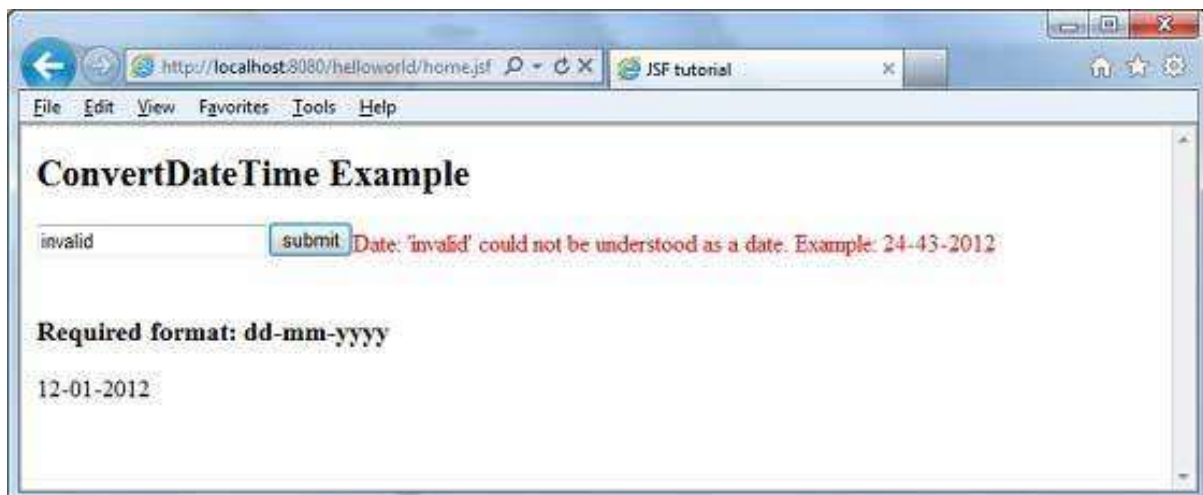 http://localhost:8080/helloworld/home.jsf
JSF tutorial
File Edit View Favorites Tools Help
ConvertDateTime Example
invalid
submit
Date: 'invalid' could not be understood as a date. Example: 24-43-2012
Required format: dd-mm-yyyy
12-01-2012